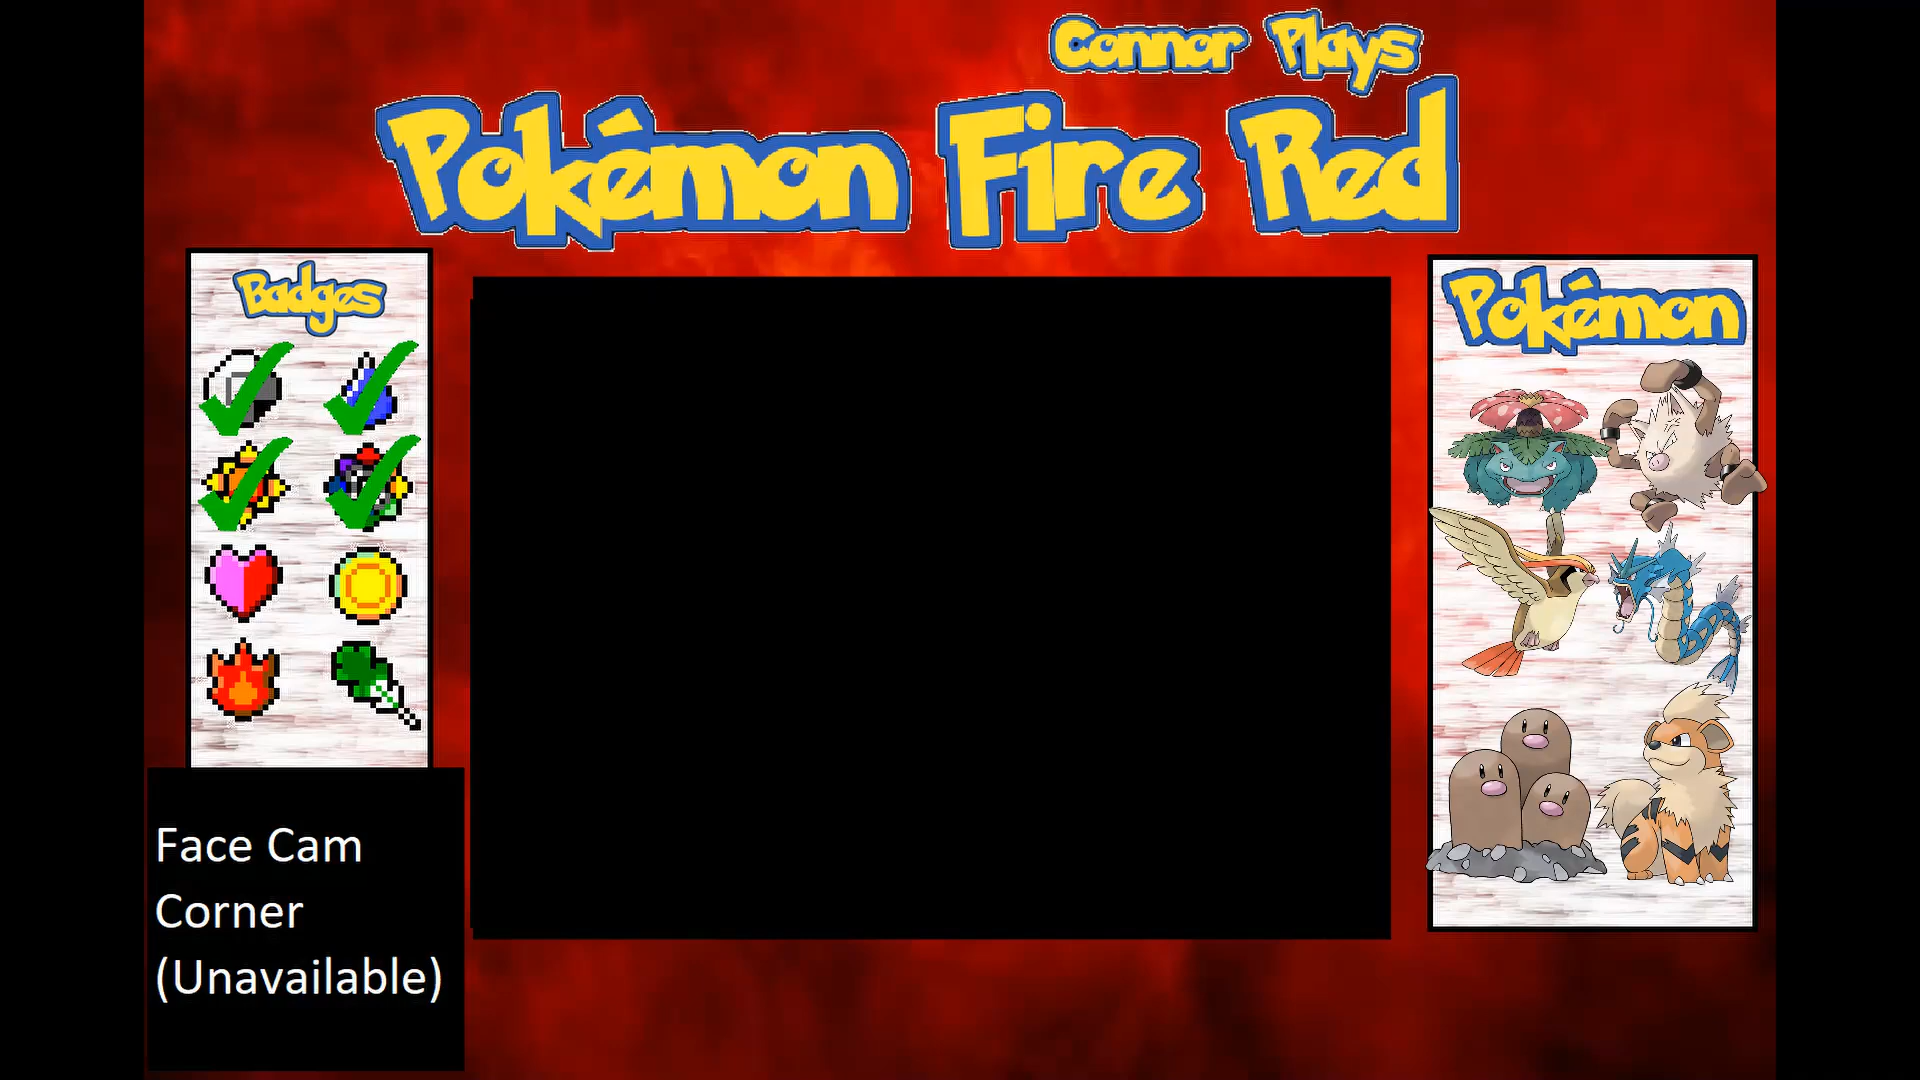 Connor Plays
Pokémon Fire Red
Badges
Pokémon
Face Cam
Corner
(Unavailable)